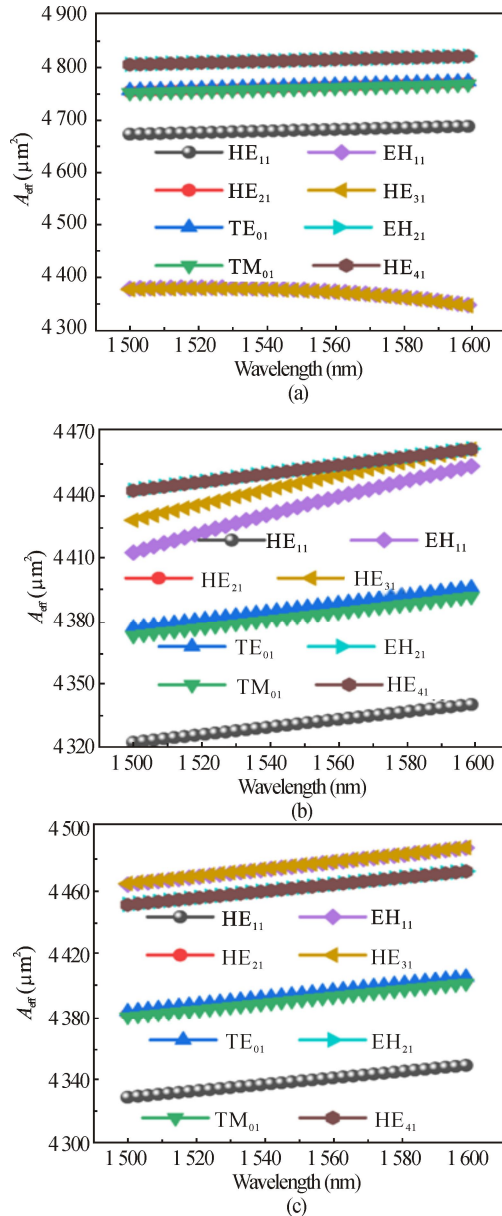 4 900
4 800
4 700
4 600
4 500
4 400
4 300
A_eff (μm²)
HE₁₁ EH₁₁
HE₂₁ HE₃₁
TE₀₁ EH₂₁
TM₀₁ HE₄₁
1 500 1 520 1 540 1 560 1 580 1 600
Wavelength (nm)
(a)
4 470
4 440
4 410
4 380
4 350
4 320
A_eff (μm²)
HE₁₁ EH₁₁
HE₂₁ HE₃₁
TE₀₁ EH₂₁
TM₀₁ HE₄₁
1 500 1 520 1 540 1 560 1 580 1 600
Wavelength (nm)
(b)
4 500
4 460
4 420
4 380
4 340
4 300
A_eff (μm²)
HE₁₁ EH₁₁
HE₂₁ HE₃₁
TE₀₁ EH₂₁
TM₀₁ HE₄₁
1 500 1 520 1 540 1 560 1 580 1 600
Wavelength (nm)
(c)